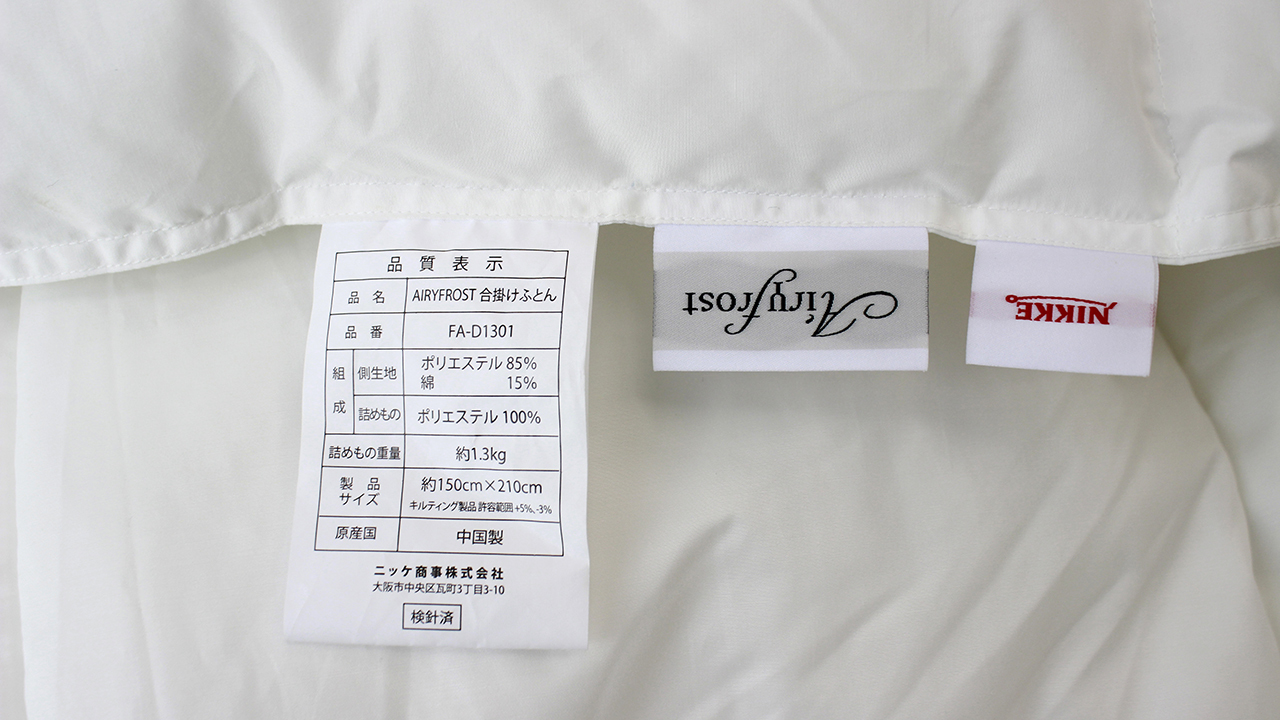 品質表示
品名 AIRYFROST 合掛けふとん
品番 FA-D1301
組成 側生地 ポリエステル 85%
綿 15%
詰めもの ポリエステル 100%
詰めもの重量 約1.3kg
製品サイズ 約150cm×210cm
キルティング製品 許容範囲 +5%、-3%
原産国 中国製
ニッケ商事株式会社
大阪市中央区瓦町3丁目3-10
検針済
Airyfrost
NIKKE